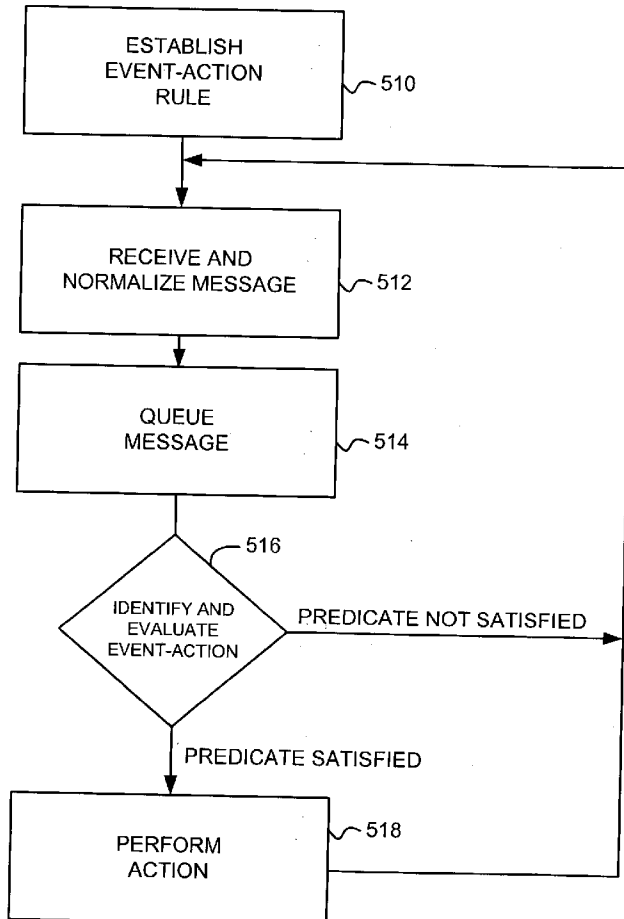 ESTABLISH
EVENT-ACTION
RULE
510
RECEIVE AND
NORMALIZE MESSAGE
512
QUEUE
MESSAGE
514
516
IDENTIFY AND
EVALUATE
EVENT-ACTION
PREDICATE NOT SATISFIED
PREDICATE SATISFIED
PERFORM
ACTION
518